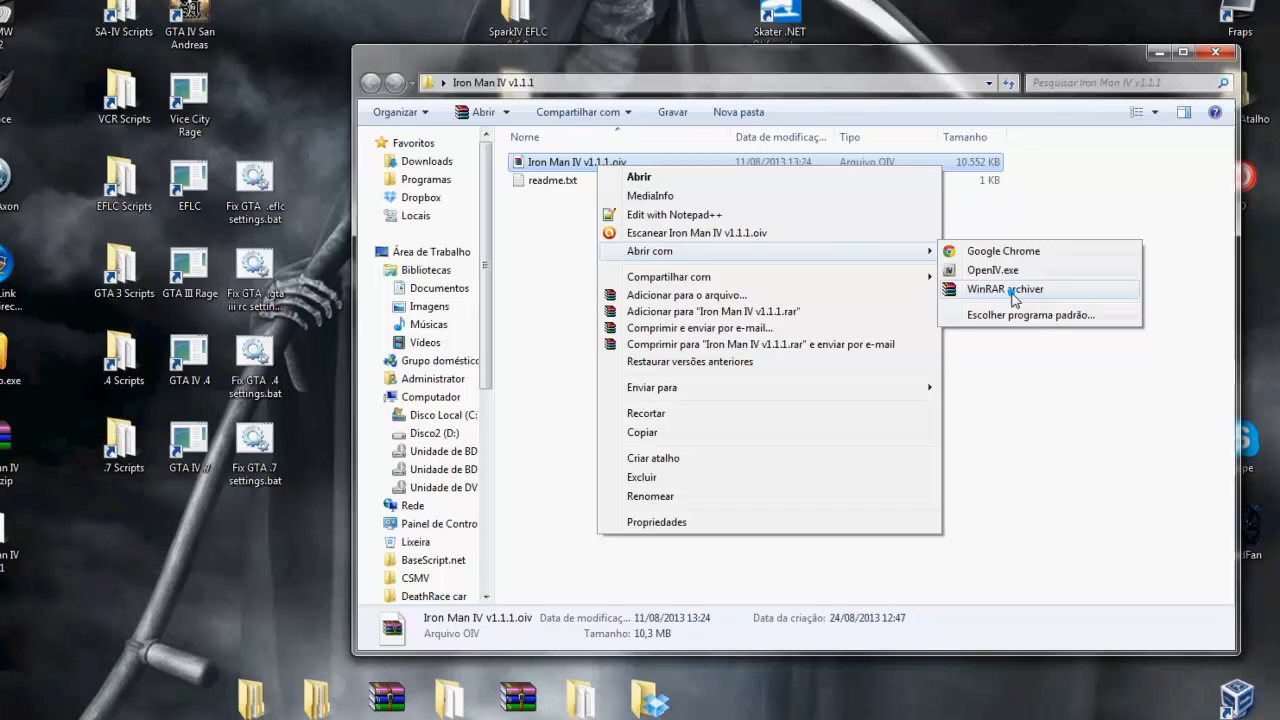 SA-IV Scripts
GTA IV San
Andreas
SparkIV EFLC
Skater .NET
Fraps
Iron Man IV v1.1.1
Pesquisar Iron Man IV v1.1.1
Organizar
Abrir
Compartilhar com
Gravar
Nova pasta
Nome
Data de modificaç...
Tipo
Tamanho
Iron Man IV v1.1.1.oiv
11/08/2013 13:24
Arquivo OIV
10.552 KB
readme.txt
1 KB
Favoritos
Downloads
Programas
Dropbox
Locais
Área de Trabalho
Bibliotecas
Documentos
Imagens
Músicas
Vídeos
Grupo doméstic
Administrator
Computador
Disco Local (C:
Disco2 (D:)
Unidade de BD
Unidade de BD
Unidade de DV
Rede
Painel de Contro
Lixeira
BaseScript.net
CSMV
DeathRace car
Abrir
MediaInfo
Edit with Notepad++
Escanear Iron Man IV v1.1.1.oiv
Abrir com
Compartilhar com
Adicionar para o arquivo...
Adicionar para "Iron Man IV v1.1.1.rar"
Comprimir e enviar por e-mail...
Comprimir para "Iron Man IV v1.1.1.rar" e enviar por e-mail
Restaurar versões anteriores
Enviar para
Recortar
Copiar
Criar atalho
Excluir
Renomear
Propriedades
Google Chrome
OpenIV.exe
WinRAR archiver
Escolher programa padrão...
Iron Man IV v1.1.1.oiv
Data de modificaç... 11/08/2013 13:24
Data da criação: 24/08/2013 12:47
Arquivo OIV
Tamanho: 10,3 MB
VCR Scripts
Vice City
Rage
EFLC Scripts
EFLC
Fix GTA .eflc
settings.bat
GTA 3 Scripts
GTA III Rage
Fix GTA .gta
iii rc settin...
.4 Scripts
GTA IV .4
Fix GTA .4
settings.bat
.7 Scripts
GTA IV .7
Fix GTA .7
settings.bat